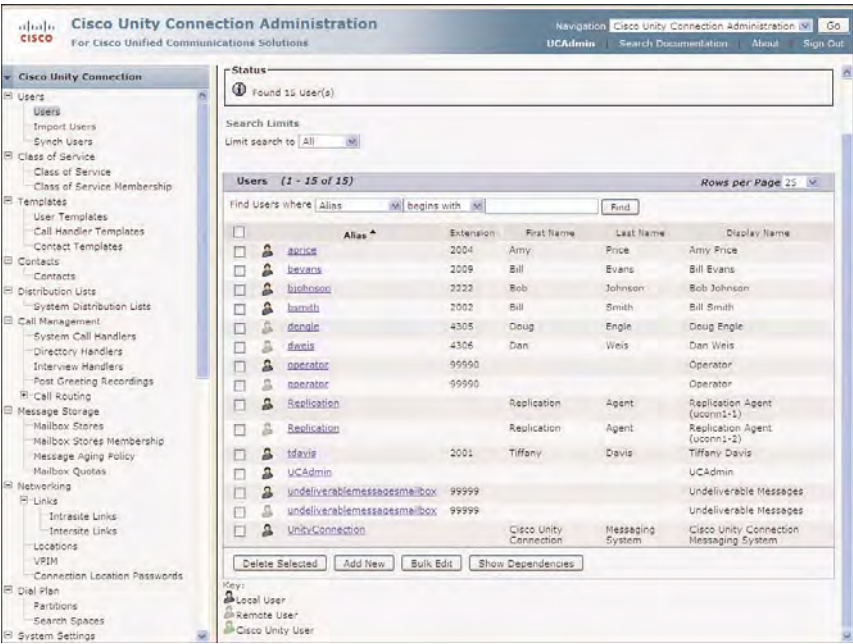 Cisco Unity Connection Administration
Navigation Cisco Unity Connection Administration Go
CISCO For Cisco Unified Communications Solutions
UCAdmin Search Documentation About Sign Out
Cisco Unity Connection
Users
Users
Import Users
Synch Users
Class of Service
Class of Service
Class of Service Membership
Templates
User Templates
Call Handler Templates
Contact Templates
Contacts
Contacts
Distribution Lists
System Distribution Lists
Call Management
System Call Handlers
Directory Handlers
Interview Handlers
Post Greeting Recordings
Call Routing
Message Storage
Mailbox Stores
Mailbox Stores Membership
Message Aging Policy
Mailbox Quotas
Networking
Links
Intrasite Links
Intersite Links
Locations
VPIM
Connection Location Passwords
Dial Plan
Partitions
Search Spaces
System Settings
Status
Found 15 User(s)
Search Limits
Limit search to All
Users (1 - 15 of 15) Rows per Page 25
Find Users where Alias begins with Find
Alias Extension First Name Last Name Display Name
aprice 2004 Amy Price Amy Price
bevans 2009 Bill Evans Bill Evans
bjohnson 2222 Bob Johnson Bob Johnson
bsmith 2002 Bill Smith Bill Smith
dengle 4305 Doug Engle Doug Engle
dweis 4306 Dan Weis Dan Weis
operator 99990 Operator
operator 99990 Operator
Replication Replication Agent Replication Agent
(uconn1-1)
Replication Replication Agent Replication Agent
(uconn1-2)
tdavis 2001 Tiffany Davis Tiffany Davis
UCAdmin UCAdmin
undeliverablemessagesmailbox 99999 Undeliverable Messages
undeliverablemessagesmailbox 99999 Undeliverable Messages
UnityConnection Cisco Unity Messaging Cisco Unity Connection
Connection System Messaging System
Delete Selected Add New Bulk Edit Show Dependencies
Key:
Local User
Remote User
Cisco Unity User